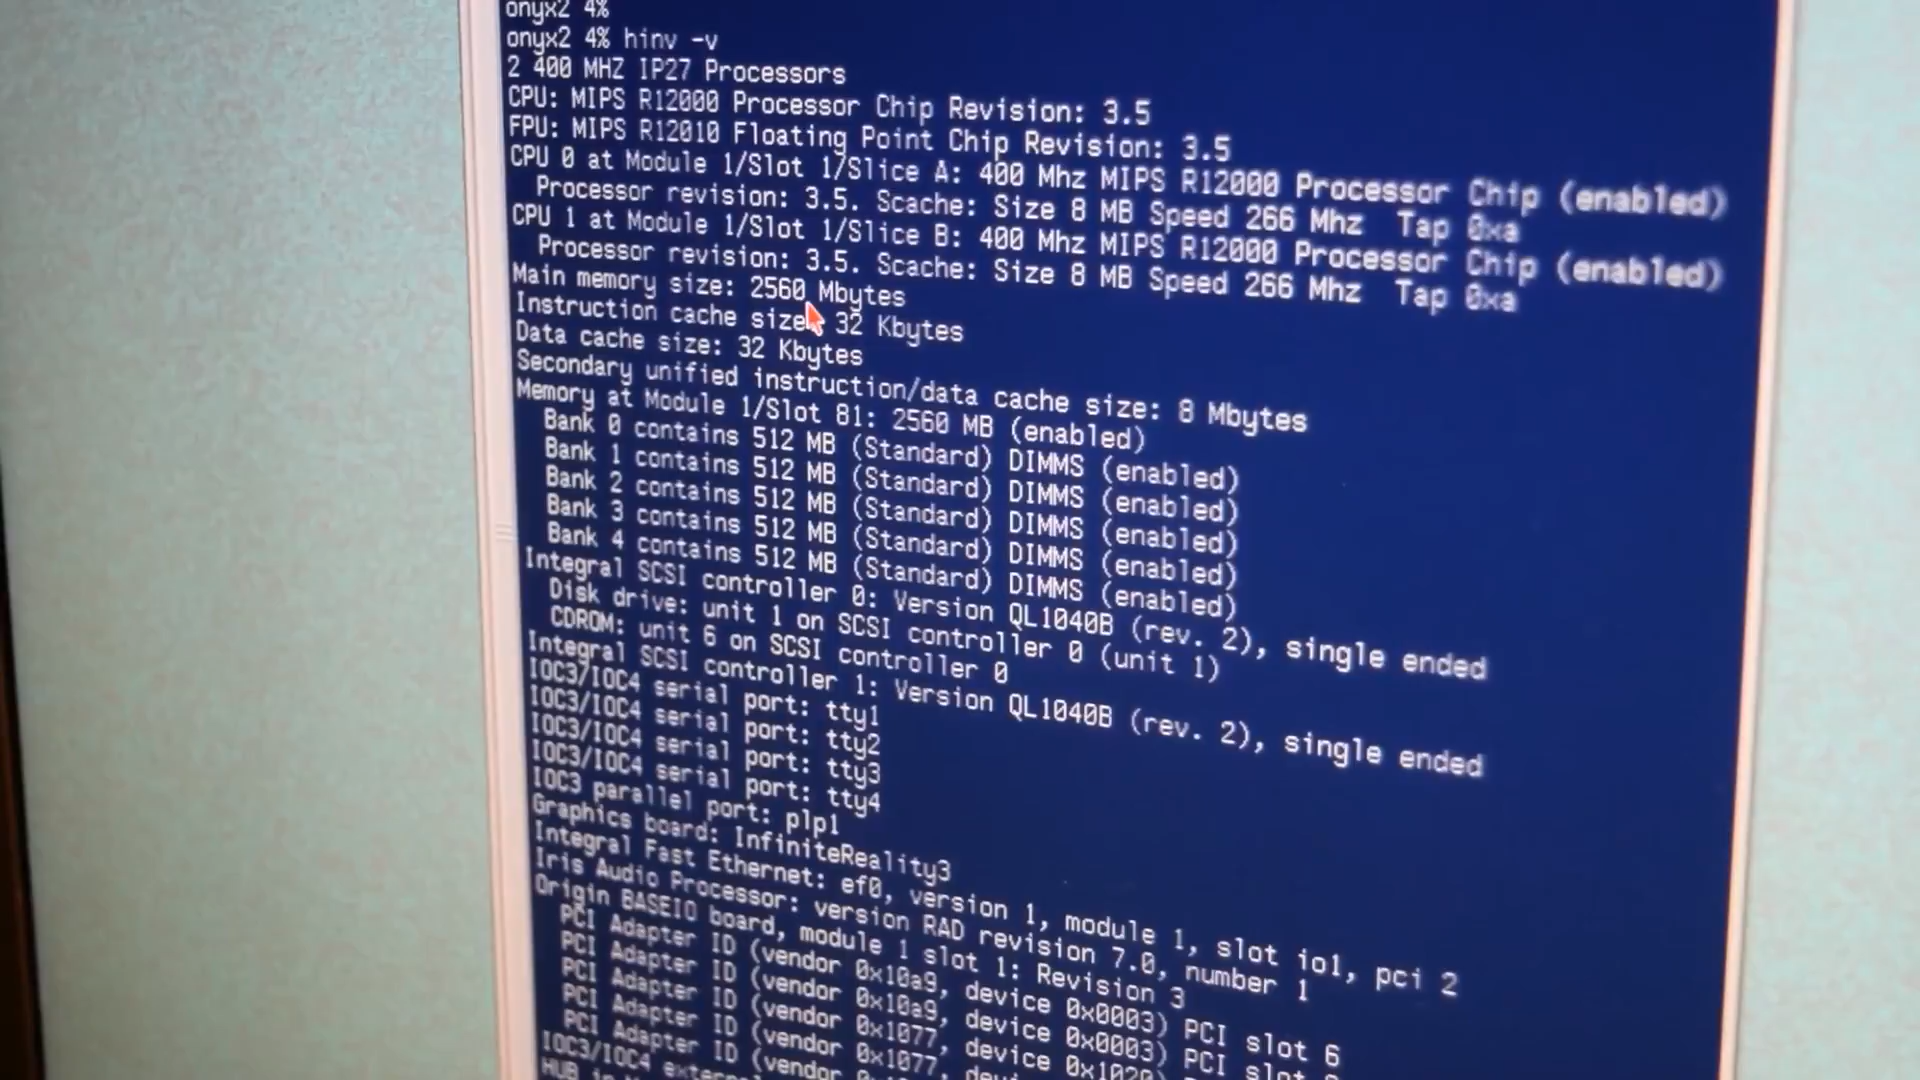 onyx2 4%
onyx2 4% hinv -v
2 400 MHZ IP27 Processors
CPU: MIPS R12000 Processor Chip Revision: 3.5
FPU: MIPS R12010 Floating Point Chip Revision: 3.5
CPU 0 at Module 1/Slot 1/Slice A: 400 Mhz MIPS R12000 Processor Chip (enabled)
Processor revision: 3.5. Scache: Size 8 MB Speed 266 Mhz Tap 0xa
CPU 1 at Module 1/Slot 1/Slice B: 400 Mhz MIPS R12000 Processor Chip (enabled)
Processor revision: 3.5. Scache: Size 8 MB Speed 266 Mhz Tap 0xa
Main memory size: 2560 Mbytes
Instruction cache size: 32 Kbytes
Data cache size: 32 Kbytes
Secondary unified instruction/data cache size: 8 Mbytes
Memory at Module 1/Slot 81: 2560 MB (enabled)
Bank 0 contains 512 MB (Standard) DIMMS (enabled)
Bank 1 contains 512 MB (Standard) DIMMS (enabled)
Bank 2 contains 512 MB (Standard) DIMMS (enabled)
Bank 3 contains 512 MB (Standard) DIMMS (enabled)
Bank 4 contains 512 MB (Standard) DIMMS (enabled)
Integral SCSI controller 0: Version QL1040B (rev. 2), single ended
Disk drive: unit 1 on SCSI controller 0 (unit 1)
CDROM: unit 6 on SCSI controller 0
Integral SCSI controller 1: Version QL1040B (rev. 2), single ended
IOC3/IOC4 serial port: tty1
IOC3/IOC4 serial port: tty2
IOC3/IOC4 serial port: tty3
IOC3/IOC4 serial port: tty4
IOC3 parallel port: plp1
Graphics board: InfiniteReality3
Integral Fast Ethernet: ef0, version 1, module 1, slot io1, pci 2
Iris Audio Processor: version RAD revision 7.0, number 1
Origin BASEIO board, module 1 slot 1: Revision 3
PCI Adapter ID (vendor 0x10a9, device 0x0003) PCI slot 6
PCI Adapter ID (vendor 0x10a9, device 0x0003) PCI slot
PCI Adapter ID (vendor 0x1077, device 0x1020)
PCI Adapter ID (vendor 0x1077,
PCI Adapter ID (vendor
IOC3/IOC4
HUB in